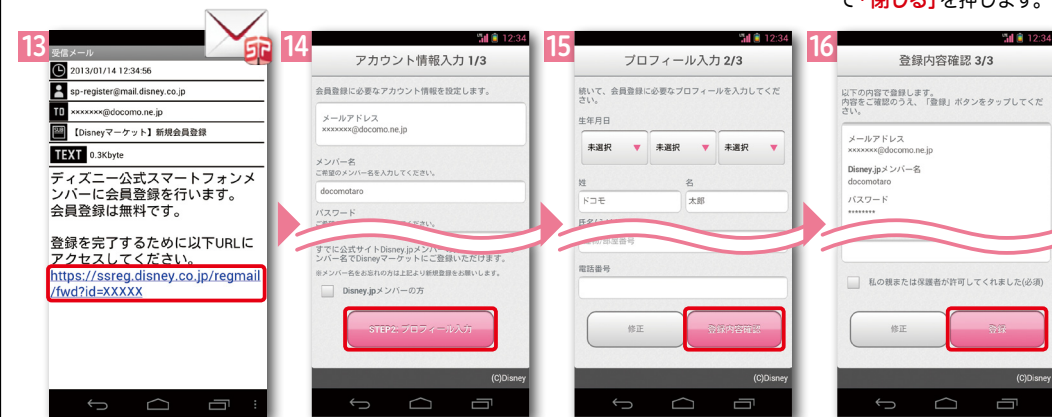 で「閉じる」を押します。
SP
13
受信メール
2013/01/14 12:34:56
sp-register@mail.disney.co.jp
TO ×××××××@docomo.ne.jp
SUB 【Disneyマーケット】新規会員登録
TEXT 0.3Kbyte
ディズニー公式スマートフォンメ
ンバーに会員登録を行います。
会員登録は無料です。
登録を完了するために以下URLに
アクセスしてください。
https://ssreg.disney.co.jp/regmail
/fwd?id=XXXXX
14
12:34
アカウント情報入力 1/3
会員登録に必要なアカウント情報を設定します。
メールアドレス
×××××××@docomo.ne.jp
メンバー名
ご希望のメンバー名を入力してください。
docomotaro
パスワード
すでに公式サイトDisney.jpメンバー
ンバー名でDisneyマーケットにご登録いただけます。
※メンバー名をお忘れの方は上記より新規登録をお願いします。
Disney.jpメンバーの方
STEP2. プロフィール入力
(C)Disney
15
12:34
プロフィール入力 2/3
続いて、会員登録に必要なプロフィールを入力してくだ
さい。
生年月日
未選択 ▼ 未選択 ▼ 未選択 ▼
姓 名
ドコモ 太郎
電話番号
修正 登録内容確認
(C)Disney
16
12:34
登録内容確認 3/3
以下の内容で登録します。
内容をご確認のうえ、「登録」ボタンをタップしてくだ
さい。
メールアドレス
×××××××@docomo.ne.jp
Disney.jpメンバー名
docomotaro
パスワード
********
私の親または保護者が許可してくれました(必須)
修正 登録
(C)Disney